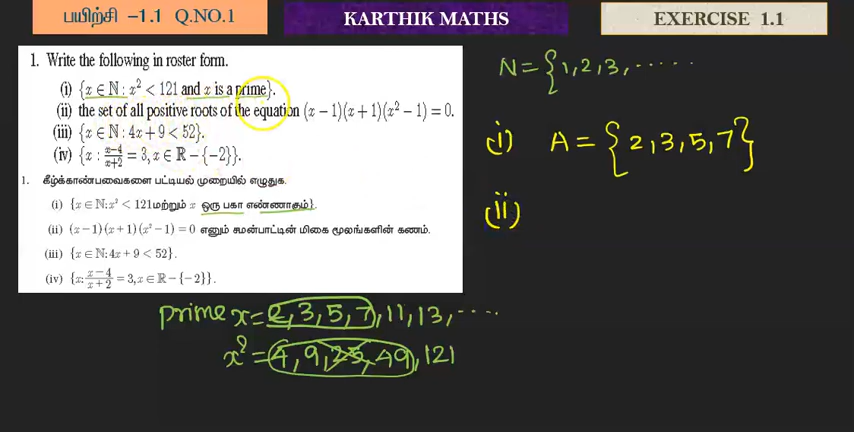 பயிற்சி -1.1 Q.NO.1
KARTHIK MATHS
EXERCISE 1.1
1. Write the following in roster form.
(i) {x ∈ ℕ : x² < 121 and x is a prime}.
(ii) the set of all positive roots of the equation (x − 1)(x + 1)(x² − 1) = 0.
(iii) {x ∈ ℕ : 4x + 9 < 52}.
(iv) {x : (x−4)/(x+2) = 3, x ∈ ℝ − {−2}}.
1. கீழ்க்காண்பவைகளை பட்டியல் முறையில் எழுதுக.
(i) {x ∈ ℕ: x² < 121 மற்றும் x ஒரு பகா எண்ணாகும்}.
(ii) (x − 1)(x + 1)(x² − 1) = 0 எனும் சமன்பாட்டின் மிகை மூலங்களின் கணம்.
(iii) {x ∈ ℕ: 4x + 9 < 52}.
(iv) {x: (x−4)/(x+2) = 3, x ∈ ℝ − {−2}}.
N = {1, 2, 3, ......
(i) A = {2, 3, 5, 7}
(ii)
prime x = 2, 3, 5, 7, 11, 13, ....
x² = 4, 9, 25, 49, 121